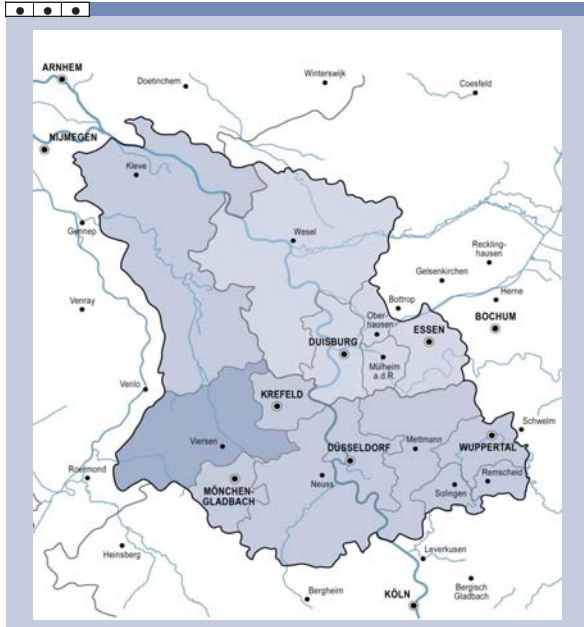 ARNHEM
Doetinchem
Winterswijk
Coesfeld
NIJMEGEN
Kleve
Gennep
Wesel
Reckling-
hausen
Gelsenkirchen
Venray
Bottrop
Herne
Ober-
hausen
ESSEN
BOCHUM
DUISBURG
Mülheim
a.d.R.
Venlo
KREFELD
Schwelm
Viersen
DÜSSELDORF
Mettmann
WUPPERTAL
Roermond
MÖNCHEN-
GLADBACH
Neuss
Remscheid
Solingen
Heinsberg
Leverkusen
Bergheim
KÖLN
Bergisch
Gladbach